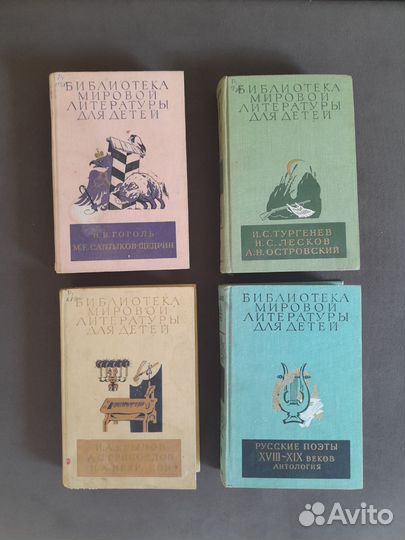 БИБЛИОТЕКА
МИРОВОЙ
ЛИТЕРАТУРЫ
ДЛЯ ДЕТЕЙ
Н.В. ГОГОЛЬ
М.Е. САЛТЫКОВ-ЩЕДРИН
БИБЛИОТЕКА
МИРОВОЙ
ЛИТЕРАТУРЫ
ДЛЯ ДЕТЕЙ
И.С. ТУРГЕНЕВ
Н.С. ЛЕСКОВ
А.Н. ОСТРОВСКИЙ
БИБЛИОТЕКА
МИРОВОЙ
ЛИТЕРАТУРЫ
ДЛЯ ДЕТЕЙ
И.А. КРЫЛОВ
А.С. ГРИБОЕДОВ
Н.А. НЕКРАСОВ
БИБЛИОТЕКА
МИРОВОЙ
ЛИТЕРАТУРЫ
ДЛЯ ДЕТЕЙ
РУССКИЕ ПОЭТЫ
XVIII-XIX ВЕКОВ
АНТОЛОГИЯ
Avito